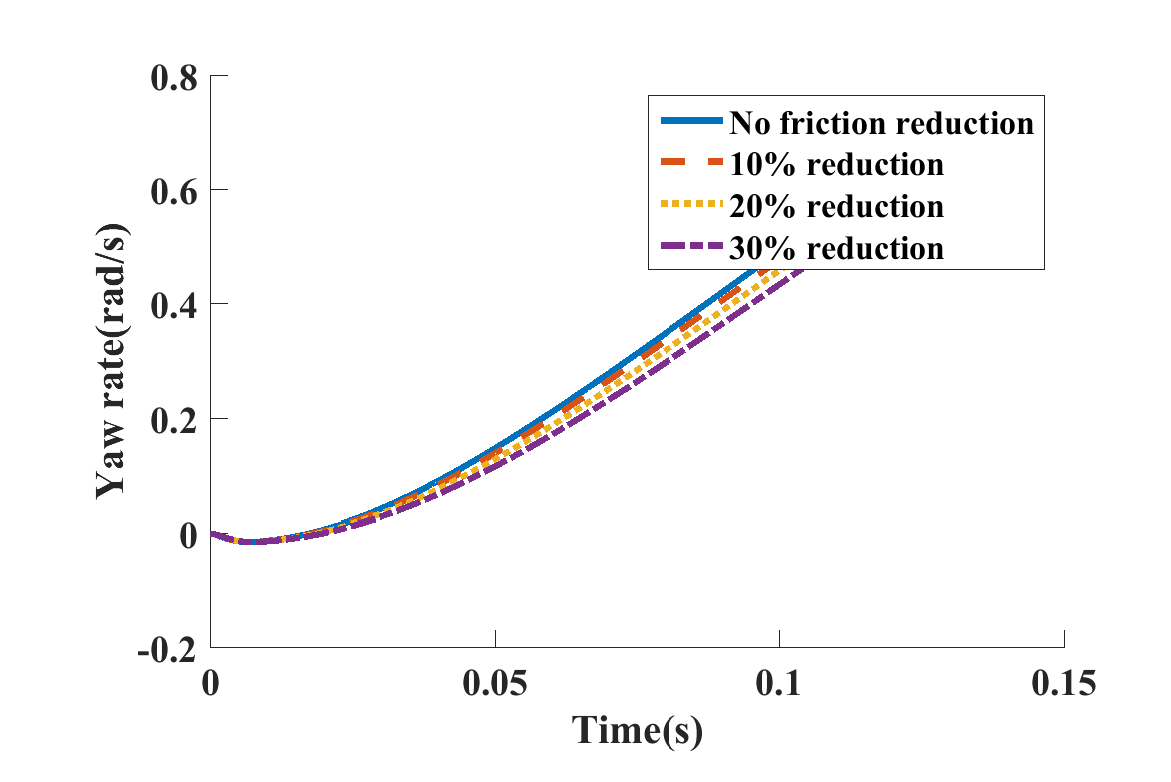 0.8
0.6
0.4
0.2
0
-0.2
Yaw rate(rad/s)
No friction reduction
10% reduction
20% reduction
30% reduction
0
0.05
0.1
0.15
Time(s)